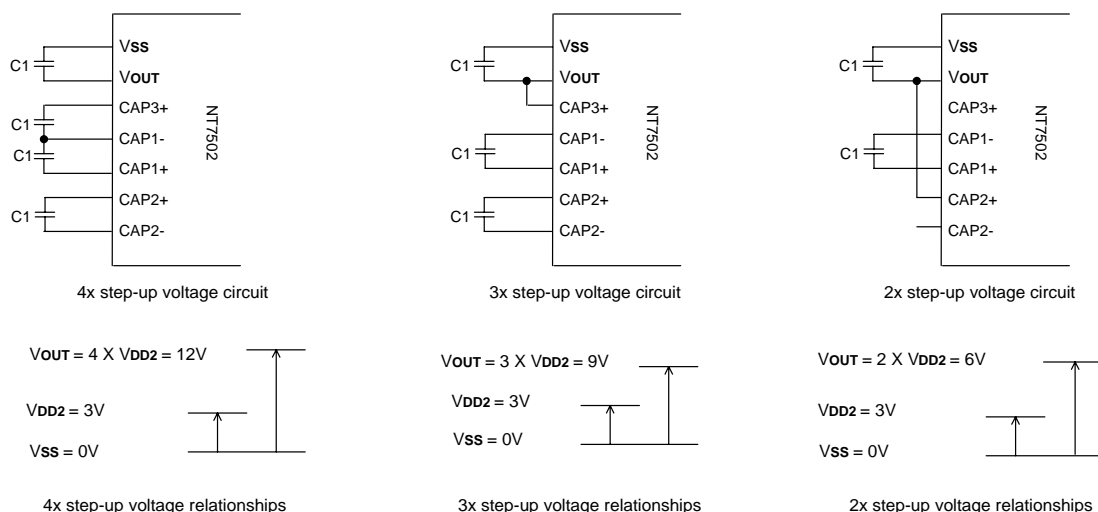 C1
VSS
VOUT
C1
CAP3+
CAP1-
C1
CAP1+
CAP2+
C1
CAP2-
NT7502
4x step-up voltage circuit
C1
VSS
VOUT
CAP3+
C1
CAP1-
CAP1+
CAP2+
C1
CAP2-
NT7502
3x step-up voltage circuit
C1
VSS
VOUT
CAP3+
C1
CAP1-
CAP1+
CAP2+
CAP2-
NT7502
2x step-up voltage circuit
VOUT = 4 X VDD2 = 12V
VDD2 = 3V
VSS = 0V
4x step-up voltage relationships
VOUT = 3 X VDD2 = 9V
VDD2 = 3V
VSS = 0V
3x step-up voltage relationships
VOUT = 2 X VDD2 = 6V
VDD2 = 3V
VSS = 0V
2x step-up voltage relationships